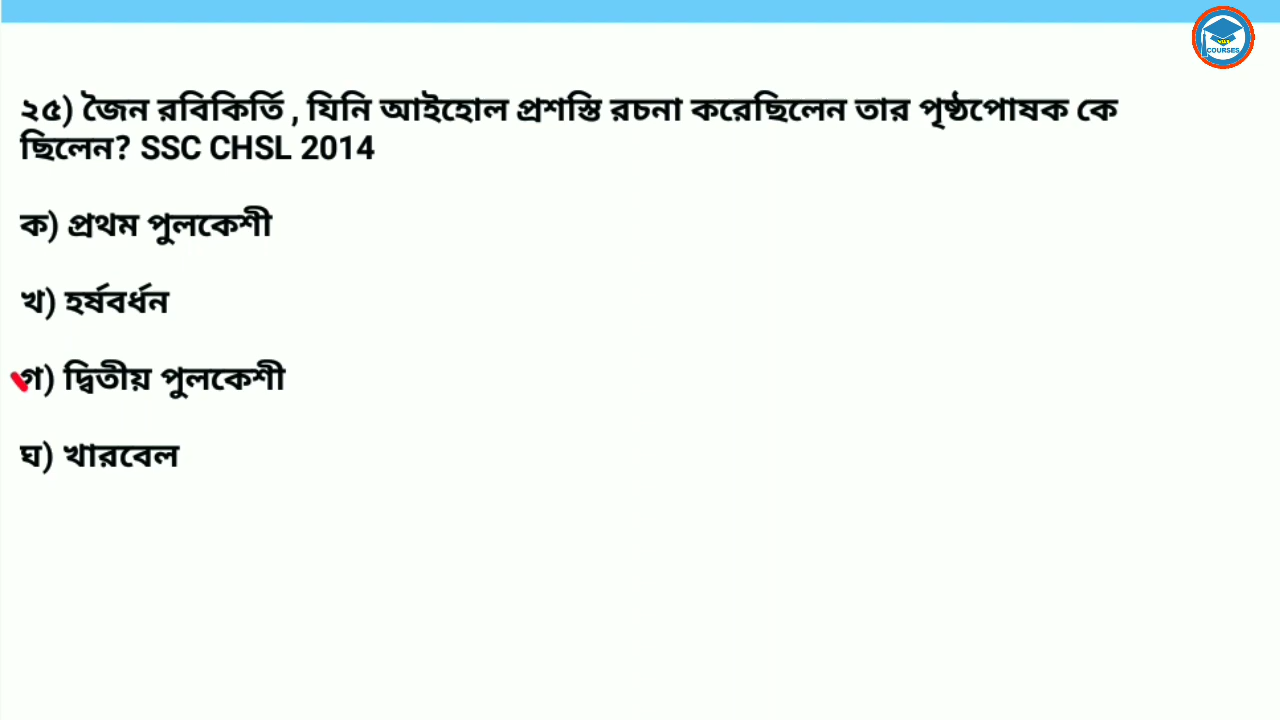 ২৫) জৈন রবিকির্তি , যিনি আইহোল প্রশস্তি রচনা করেছিলেন তার পৃষ্ঠপোষক কে
ছিলেন? SSC CHSL 2014
ক) প্রথম পুলকেশী
খ) হর্ষবর্ধন
গ) দ্বিতীয় পুলকেশী
ঘ) খারবেল
COURSES